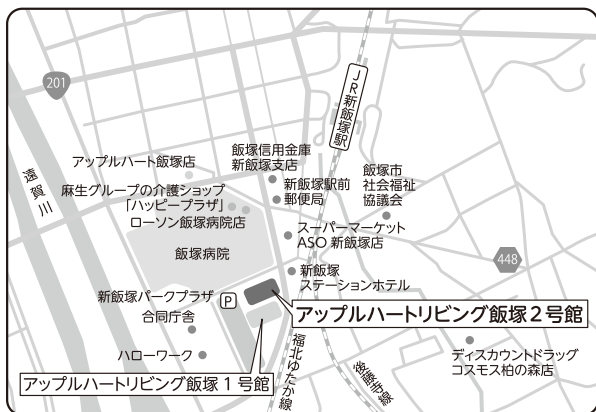 201
JR新飯塚駅
遠賀川
アップルハート飯塚店
飯塚信用金庫
新飯塚支店
麻生グループの介護ショップ
「ハッピープラザ」
ローソン飯塚病院店
新飯塚駅前
郵便局
飯塚市
社会福祉
協議会
スーパーマーケット
ASO 新飯塚店
飯塚病院
448
新飯塚
ステーションホテル
新飯塚パークプラザ
P
アップルハートリビング飯塚2号館
合同庁舎
ハローワーク
福北ゆたか線
後藤寺線
ディスカウントドラッグ
コスモス柏の森店
アップルハートリビング飯塚1号館